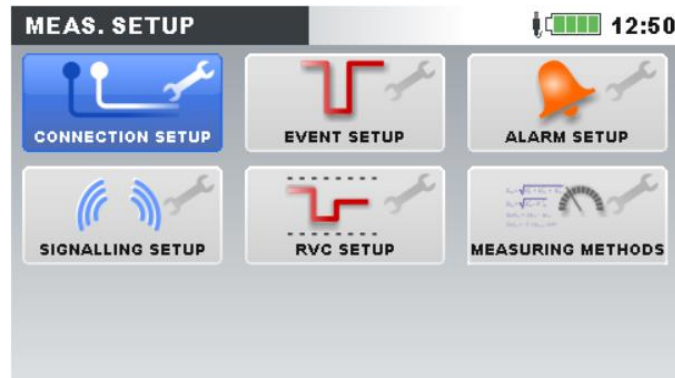 MEAS. SETUP 12:50
CONNECTION SETUP EVENT SETUP ALARM SETUP
SIGNALLING SETUP RVC SETUP MEASURING METHODS